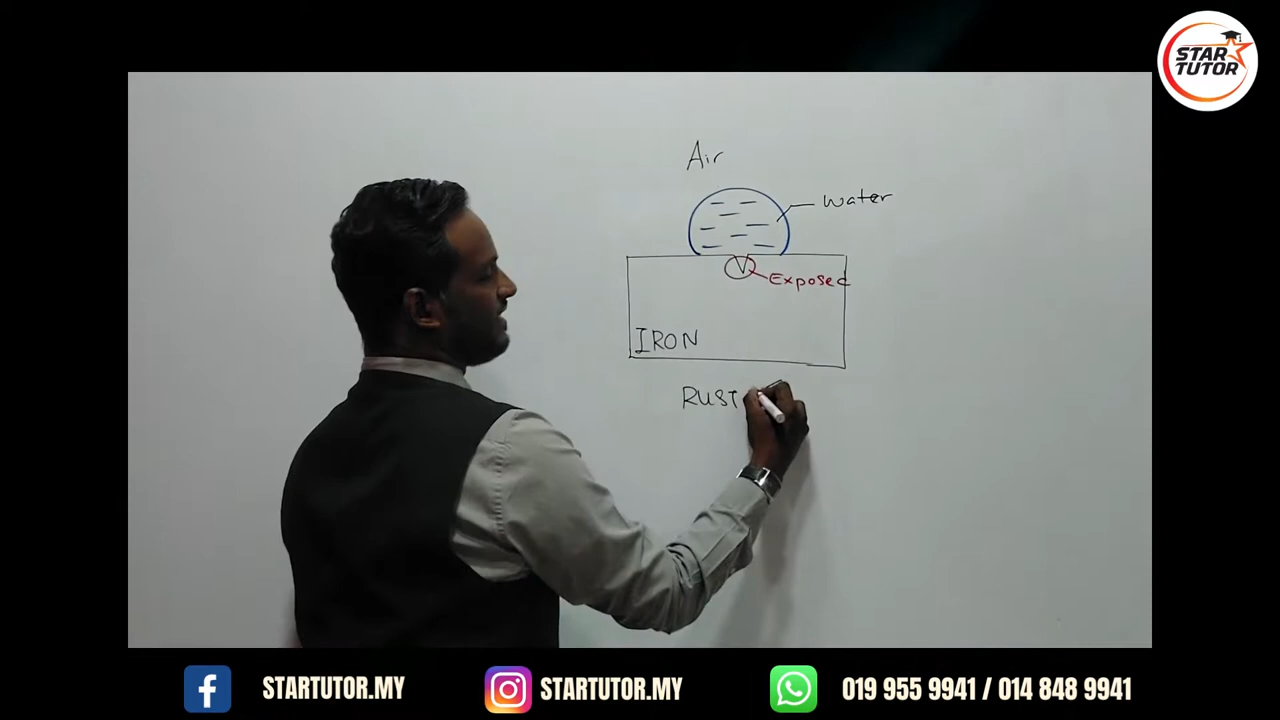 STAR
TUTOR
Air
Water
Exposed
IRON
RUST
STARTUTOR.MY
STARTUTOR.MY
019 955 9941 / 014 848 9941